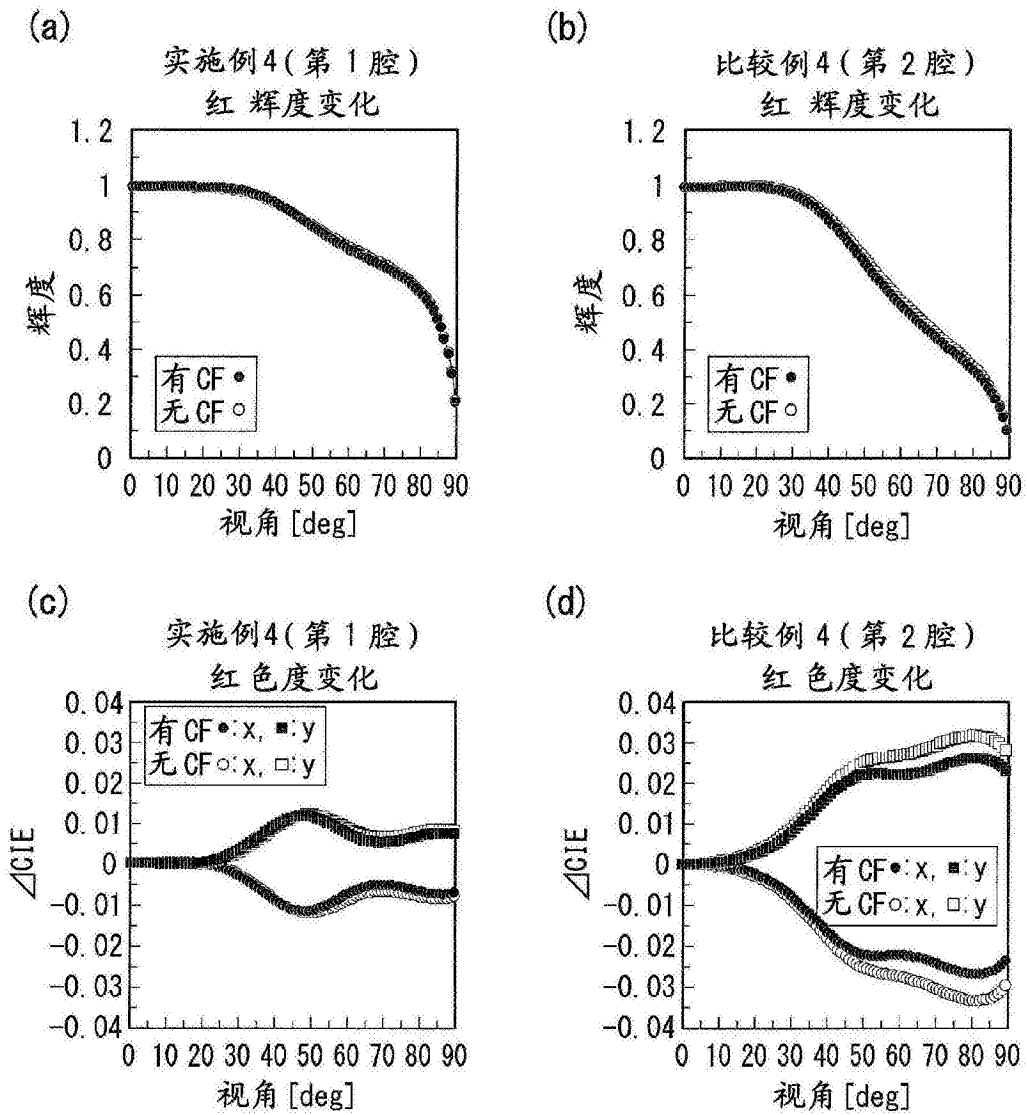 (a)
实施例4(第1腔)
红 辉度变化
1.2
1
0.8
0.6
0.4
0.2
0
辉度
有CF●
无CF○
0 10 20 30 40 50 60 70 80 90
视角[deg]
(b)
比较例4(第2腔)
红 辉度变化
1.2
1
0.8
0.6
0.4
0.2
0
辉度
有CF●
无CF○
0 10 20 30 40 50 60 70 80 90
视角[deg]
(c)
实施例4(第1腔)
红色度变化
0.04
0.03
0.02
0.01
0
-0.01
-0.02
-0.03
-0.04
⊿CIE
有CF●:x, ■:y
无CF○:x, □:y
0 10 20 30 40 50 60 70 80 90
视角[deg]
(d)
比较例4(第2腔)
红色度变化
0.04
0.03
0.02
0.01
0
-0.01
-0.02
-0.03
-0.04
⊿CIE
有CF●:x, ■:y
无CF○:x, □:y
0 10 20 30 40 50 60 70 80 90
视角[deg]